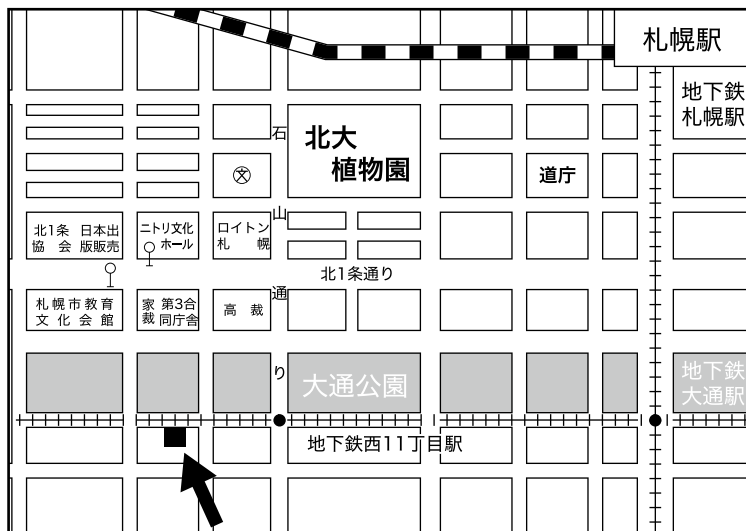 札幌駅
地下鉄
札幌駅
北大
植物園
文
道庁
石山通り
北1条 日本出
協会 版販売
ニトリ文化
ホール
ロイトン
札幌
北1条通り
札幌市教育
文化会館
家裁
第3合
同庁舎
高裁
大通公園
地下鉄
大通駅
地下鉄西11丁目駅